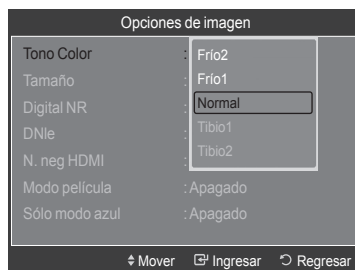 Opciones de imagen
Tono Color : Frío2
Tamaño : Frío1
Digital NR : Normal
DNIe : Tibio1
N. neg HDMI : Tibio2
Modo película : Apagado
Sólo modo azul : Apagado
Mover Ingresar Regresar